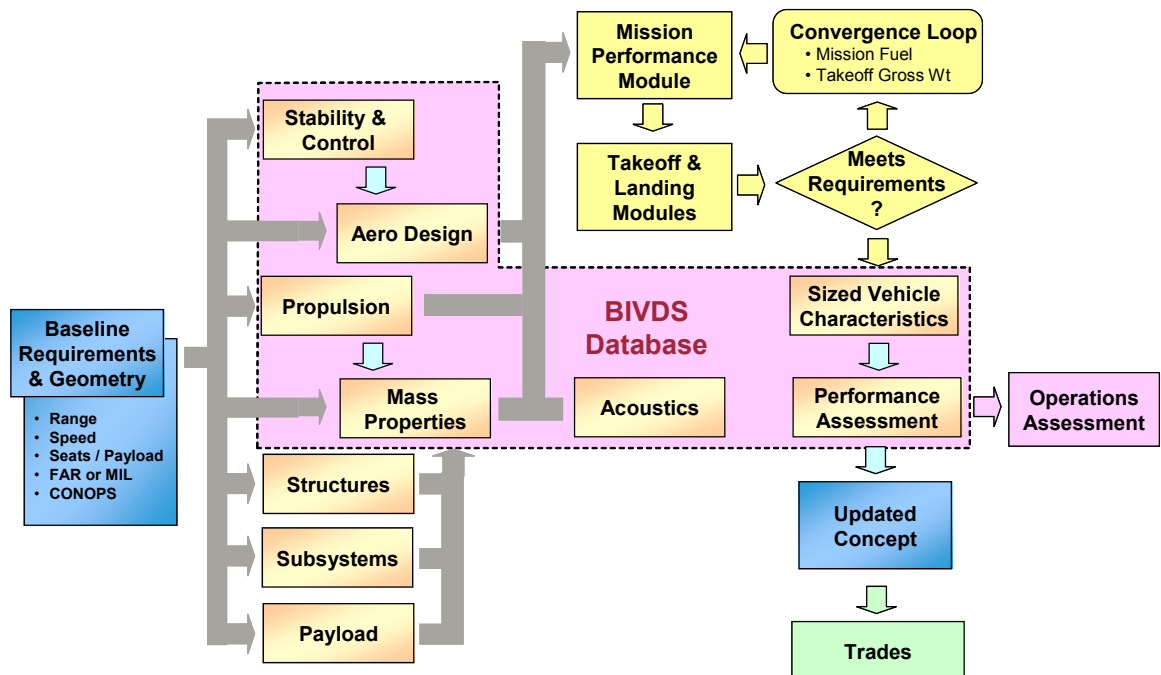 Mission
Performance
Module
Convergence Loop
• Mission Fuel
• Takeoff Gross Wt
Stability &
Control
Takeoff &
Landing
Modules
Meets
Requirements
?
Aero Design
Propulsion
BIVDS
Database
Sized Vehicle
Characteristics
Baseline
Requirements
& Geometry
• Range
• Speed
• Seats / Payload
• FAR or MIL
• CONOPS
Mass
Properties
Acoustics
Performance
Assessment
Operations
Assessment
Structures
Subsystems
Payload
Updated
Concept
Trades